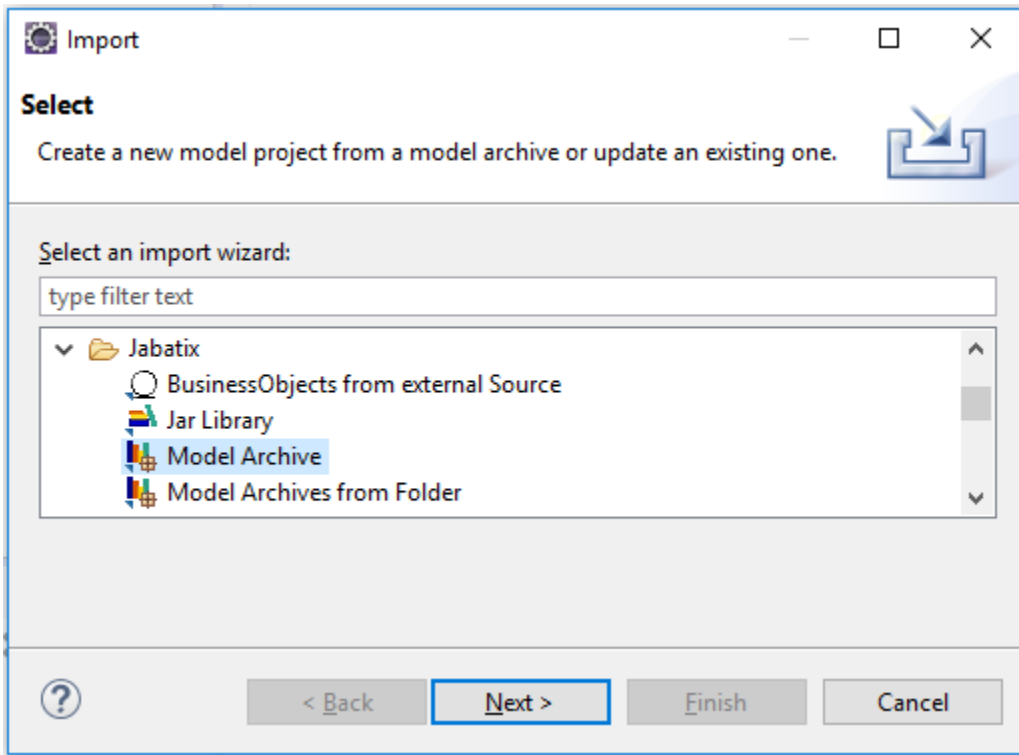 Import
Select
Create a new model project from a model archive or update an existing one.
Select an import wizard:
type filter text
Jabatix
BusinessObjects from external Source
Jar Library
Model Archive
Model Archives from Folder
? < Back Next > Finish Cancel